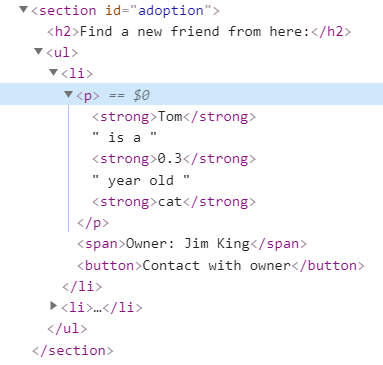 ▼<section id="adoption">
<h2>Find a new friend from here:</h2>
▼<ul>
▼<li>
▼<p> == $0
<strong>Tom</strong>
" is a "
<strong>0.3</strong>
" year old "
<strong>cat</strong>
</p>
<span>Owner: Jim King</span>
<button>Contact with owner</button>
</li>
▶<li>…</li>
</ul>
</section>